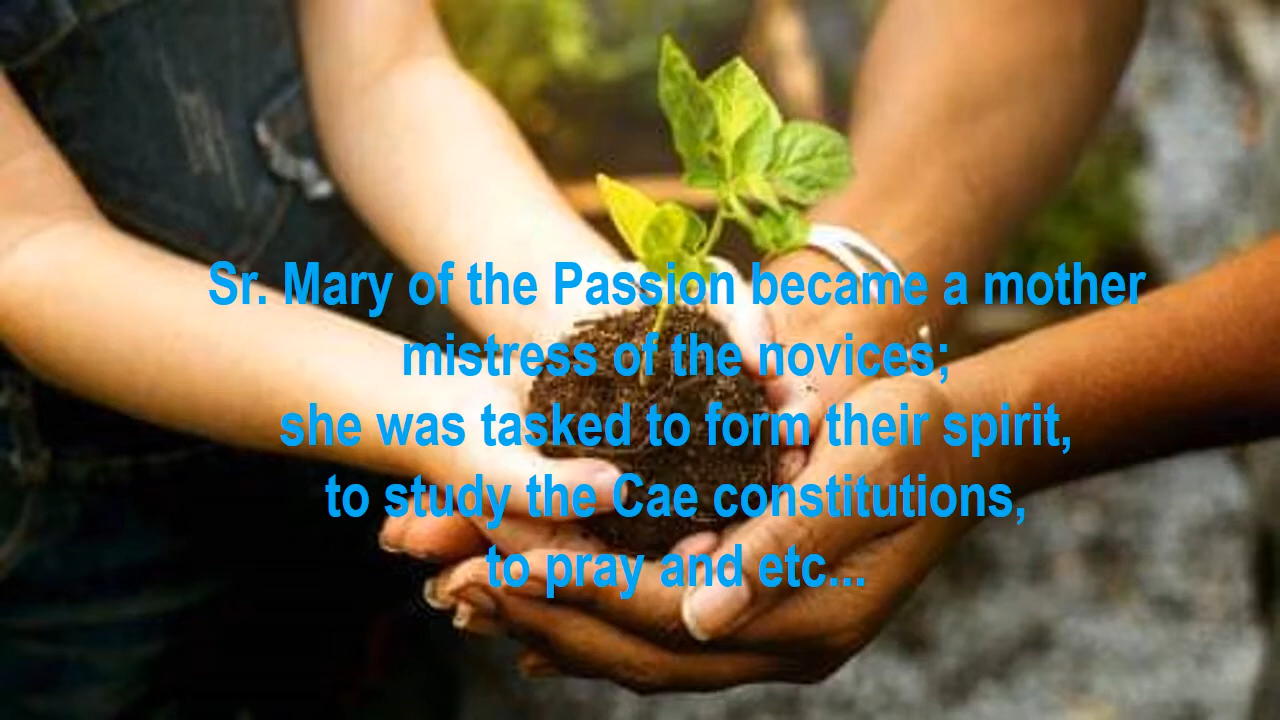 Sr. Mary of the Passion became a mother
mistress of the novices;
she was tasked to form their spirit,
to study the Cae constitutions,
to pray and etc...